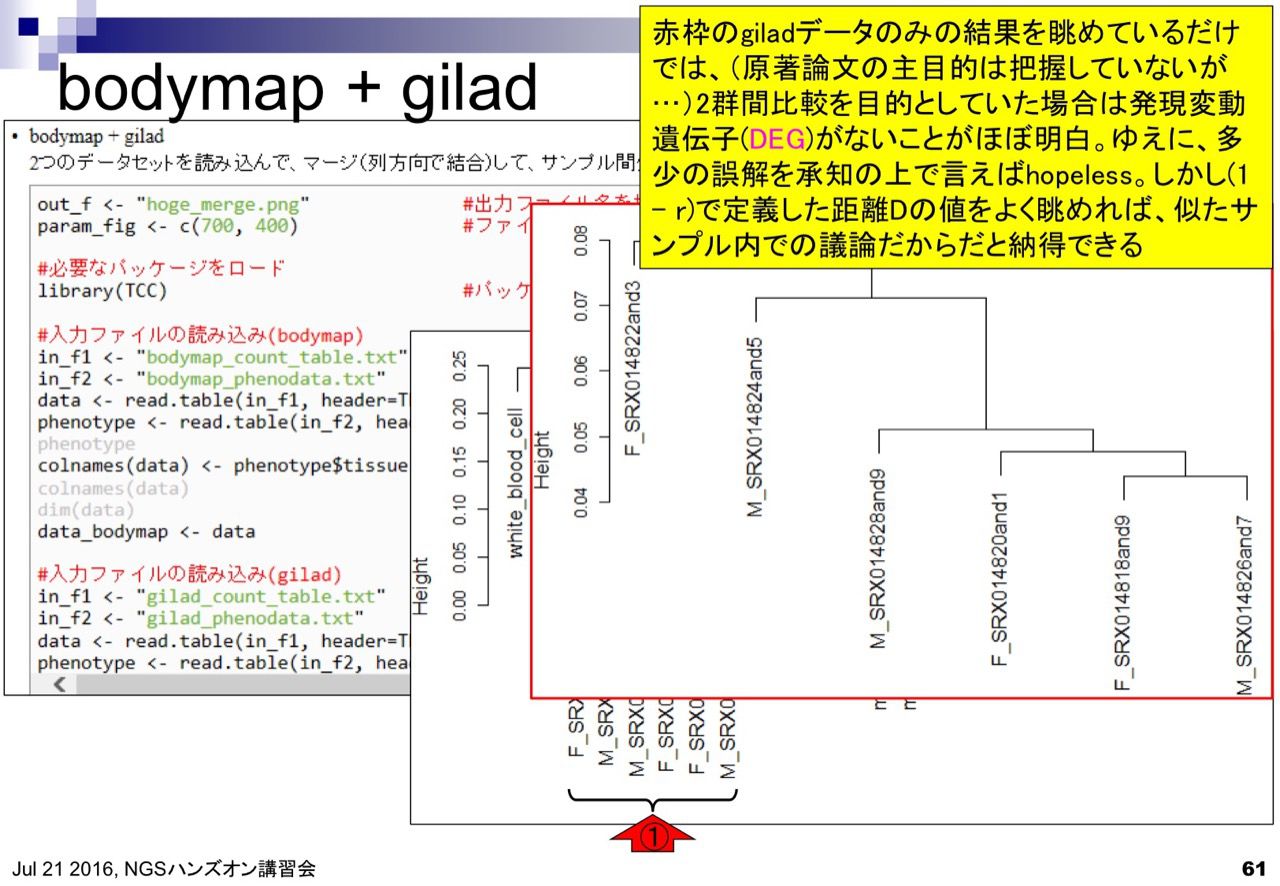 bodymap + gilad
赤枠のgiladデータのみの結果を眺めているだけ
では、（原著論文の主目的は把握していないが
…）2群間比較を目的としていた場合は発現変動
遺伝子(DEG)がないことがほぼ明白。ゆえに、多
少の誤解を承知の上で言えばhopeless。しかし(1
- r)で定義した距離Dの値をよく眺めれば、似たサ
ンプル内での議論だからだと納得できる
• bodymap + gilad
2つのデータセットを読み込んで、マージ(列方向で結合)して、サンプル間
out_f <- "hoge_merge.png" #出力ファイル名を
param_fig <- c(700, 400) #ファイ
#必要なパッケージをロード
library(TCC) #パッケ
#入力ファイルの読み込み(bodymap)
in_f1 <- "bodymap_count_table.txt"
in_f2 <- "bodymap_phenodata.txt"
data <- read.table(in_f1, header=T
phenotype <- read.table(in_f2, hea
phenotype
colnames(data) <- phenotype$tissue
colnames(data)
dim(data)
data_bodymap <- data
#入力ファイルの読み込み(gilad)
in_f1 <- "gilad_count_table.txt"
in_f2 <- "gilad_phenodata.txt"
data <- read.table(in_f1, header=T
phenotype <- read.table(in_f2, hea
Height
0.00 0.05 0.10 0.15 0.20 0.25
white_blood_cell
Height
0.04 0.05 0.06 0.07 0.08
F_SRX014822and3
M_SRX014824and5
M_SRX014828and9
F_SRX014820and1
F_SRX014818and9
M_SRX014826and7
F_SRX
M_SRX
M_SRX0
F_SRX0
F_SRX0
M_SRX0
m
m
①
Jul 21 2016, NGSハンズオン講習会
61